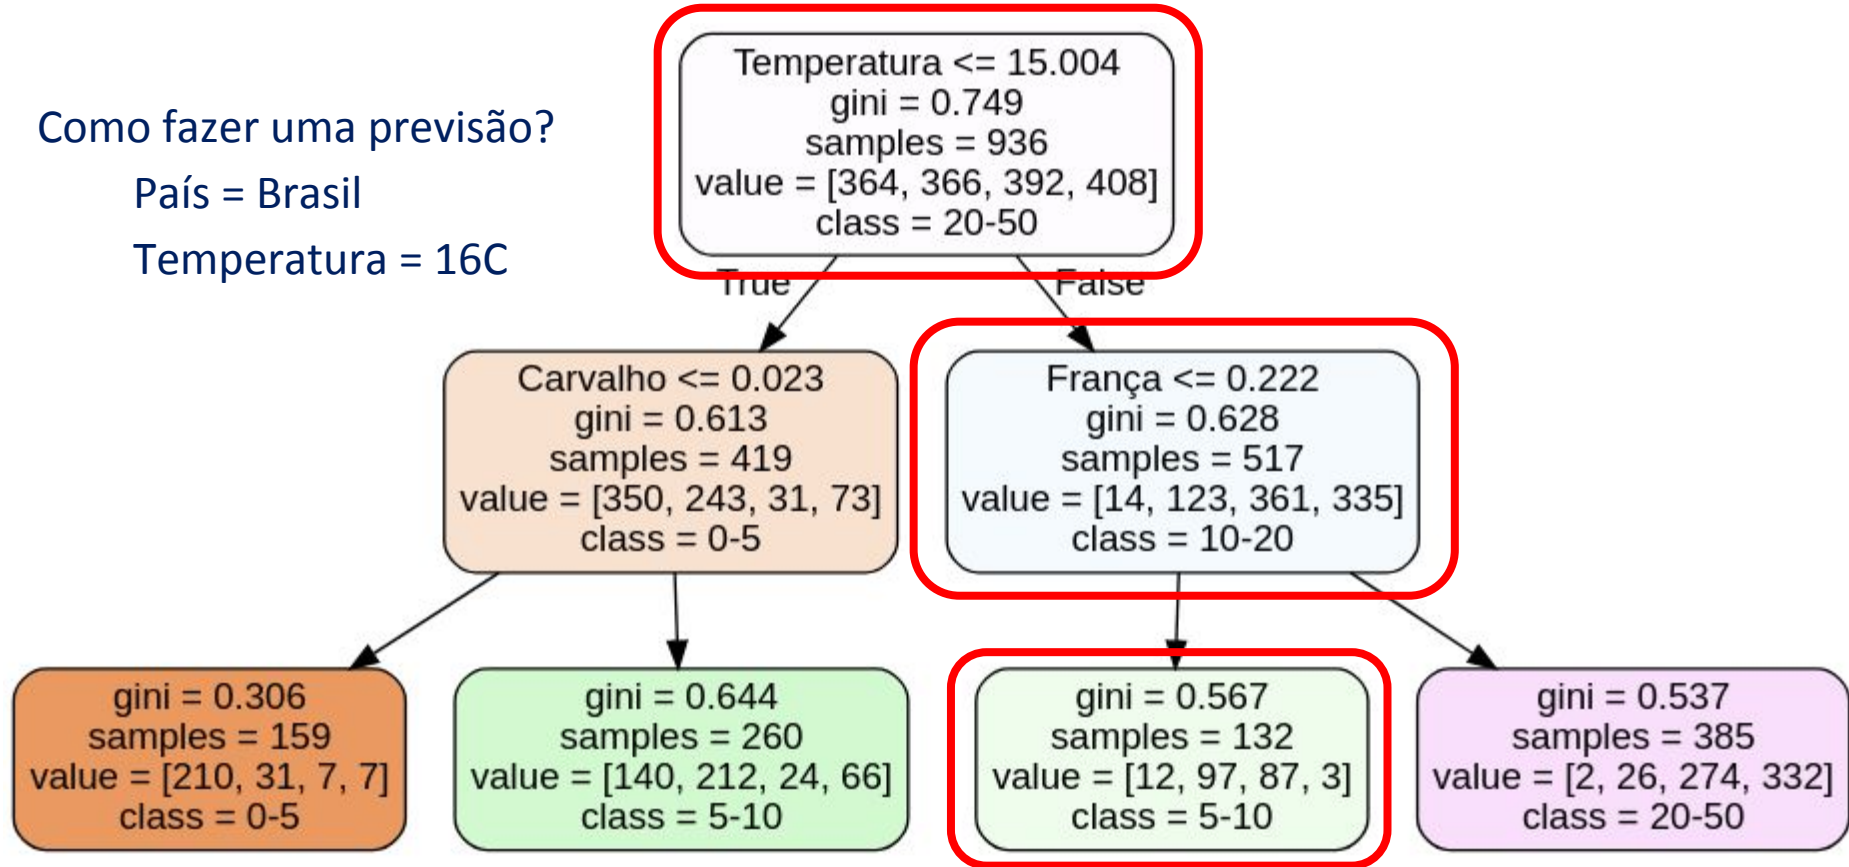 Como fazer uma previsão?
País = Brasil
Temperatura = 16C
Temperatura <= 15.004
gini = 0.749
samples = 936
value = [364, 366, 392, 408]
class = 20-50
True
False
Carvalho <= 0.023
gini = 0.613
samples = 419
value = [350, 243, 31, 73]
class = 0-5
França <= 0.222
gini = 0.628
samples = 517
value = [14, 123, 361, 335]
class = 10-20
gini = 0.306
samples = 159
value = [210, 31, 7, 7]
class = 0-5
gini = 0.644
samples = 260
value = [140, 212, 24, 66]
class = 5-10
gini = 0.567
samples = 132
value = [12, 97, 87, 3]
class = 5-10
gini = 0.537
samples = 385
value = [2, 26, 274, 332]
class = 20-50